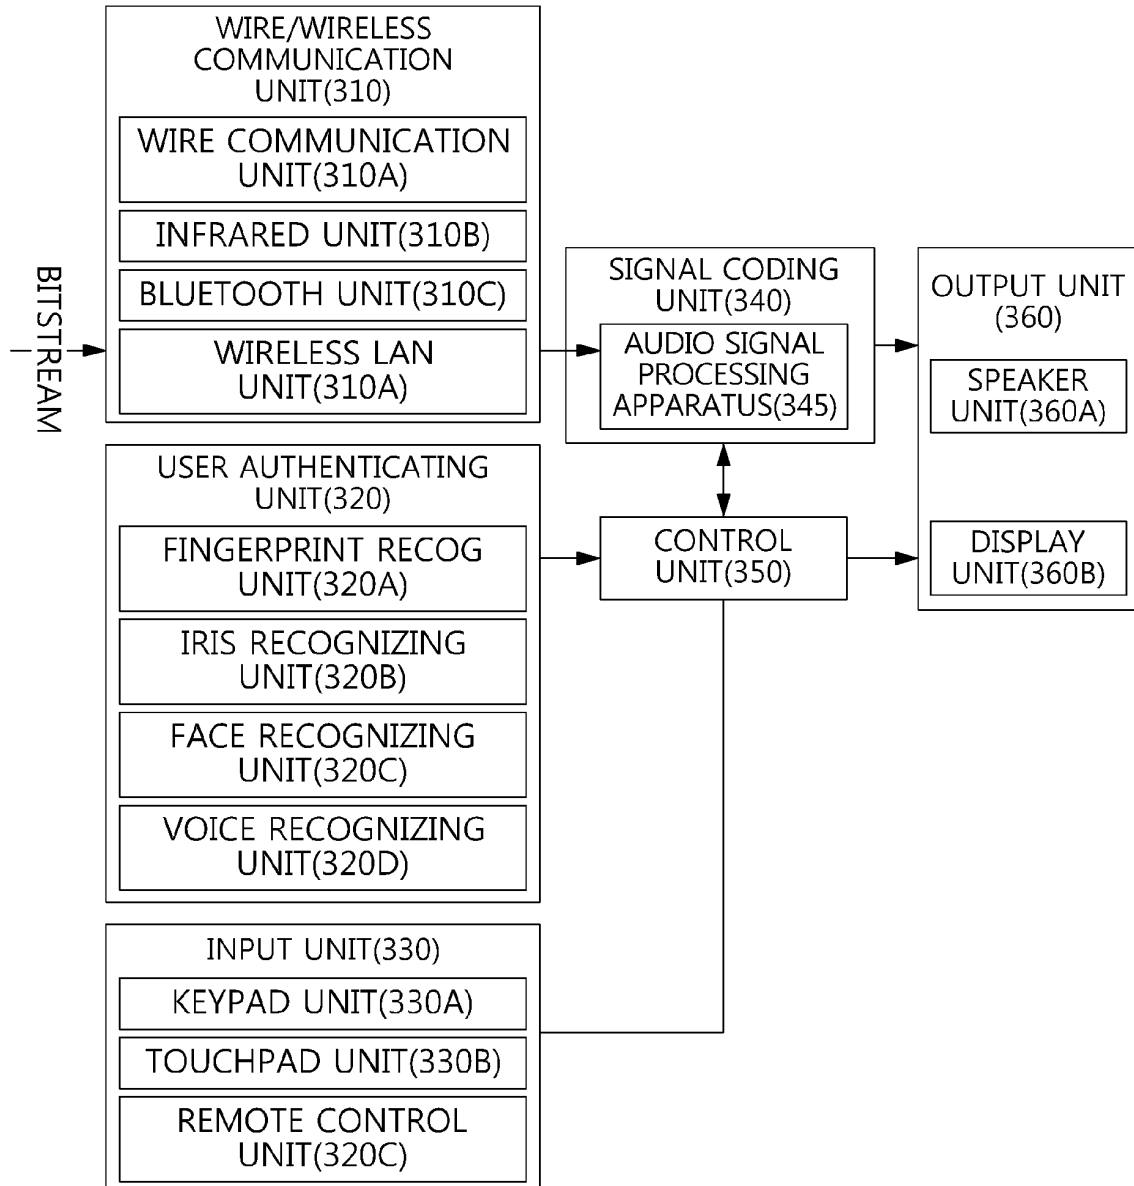 WIRE/WIRELESS
COMMUNICATION
UNIT(310)
WIRE COMMUNICATION
UNIT(310A)
INFRARED UNIT(310B)
BLUETOOTH UNIT(310C)
WIRELESS LAN
UNIT(310A)
BITSTREAM
USER AUTHENTICATING
UNIT(320)
FINGERPRINT RECOG
UNIT(320A)
IRIS RECOGNIZING
UNIT(320B)
FACE RECOGNIZING
UNIT(320C)
VOICE RECOGNIZING
UNIT(320D)
INPUT UNIT(330)
KEYPAD UNIT(330A)
TOUCHPAD UNIT(330B)
REMOTE CONTROL
UNIT(320C)
SIGNAL CODING
UNIT(340)
AUDIO SIGNAL
PROCESSING
APPARATUS(345)
CONTROL
UNIT(350)
OUTPUT UNIT
(360)
SPEAKER
UNIT(360A)
DISPLAY
UNIT(360B)